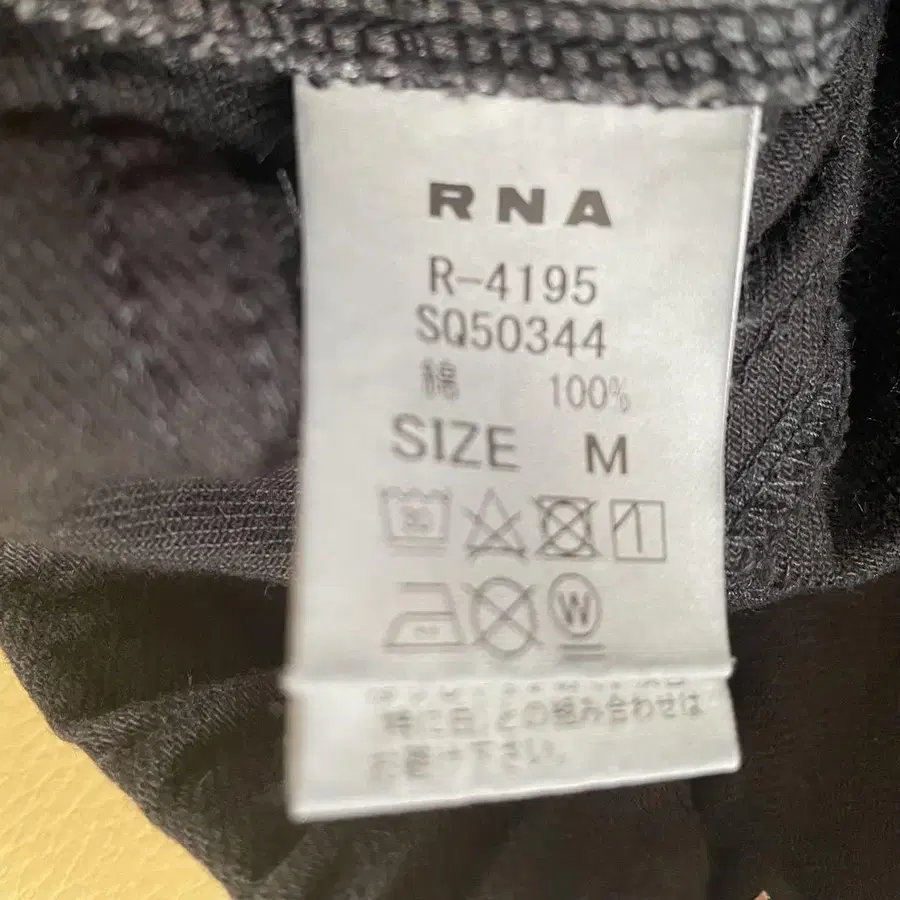 RNA
R-4195
SQ50344
綿 100%
SIZE M
W
特に白、との組み合わせは
お避け下さい。